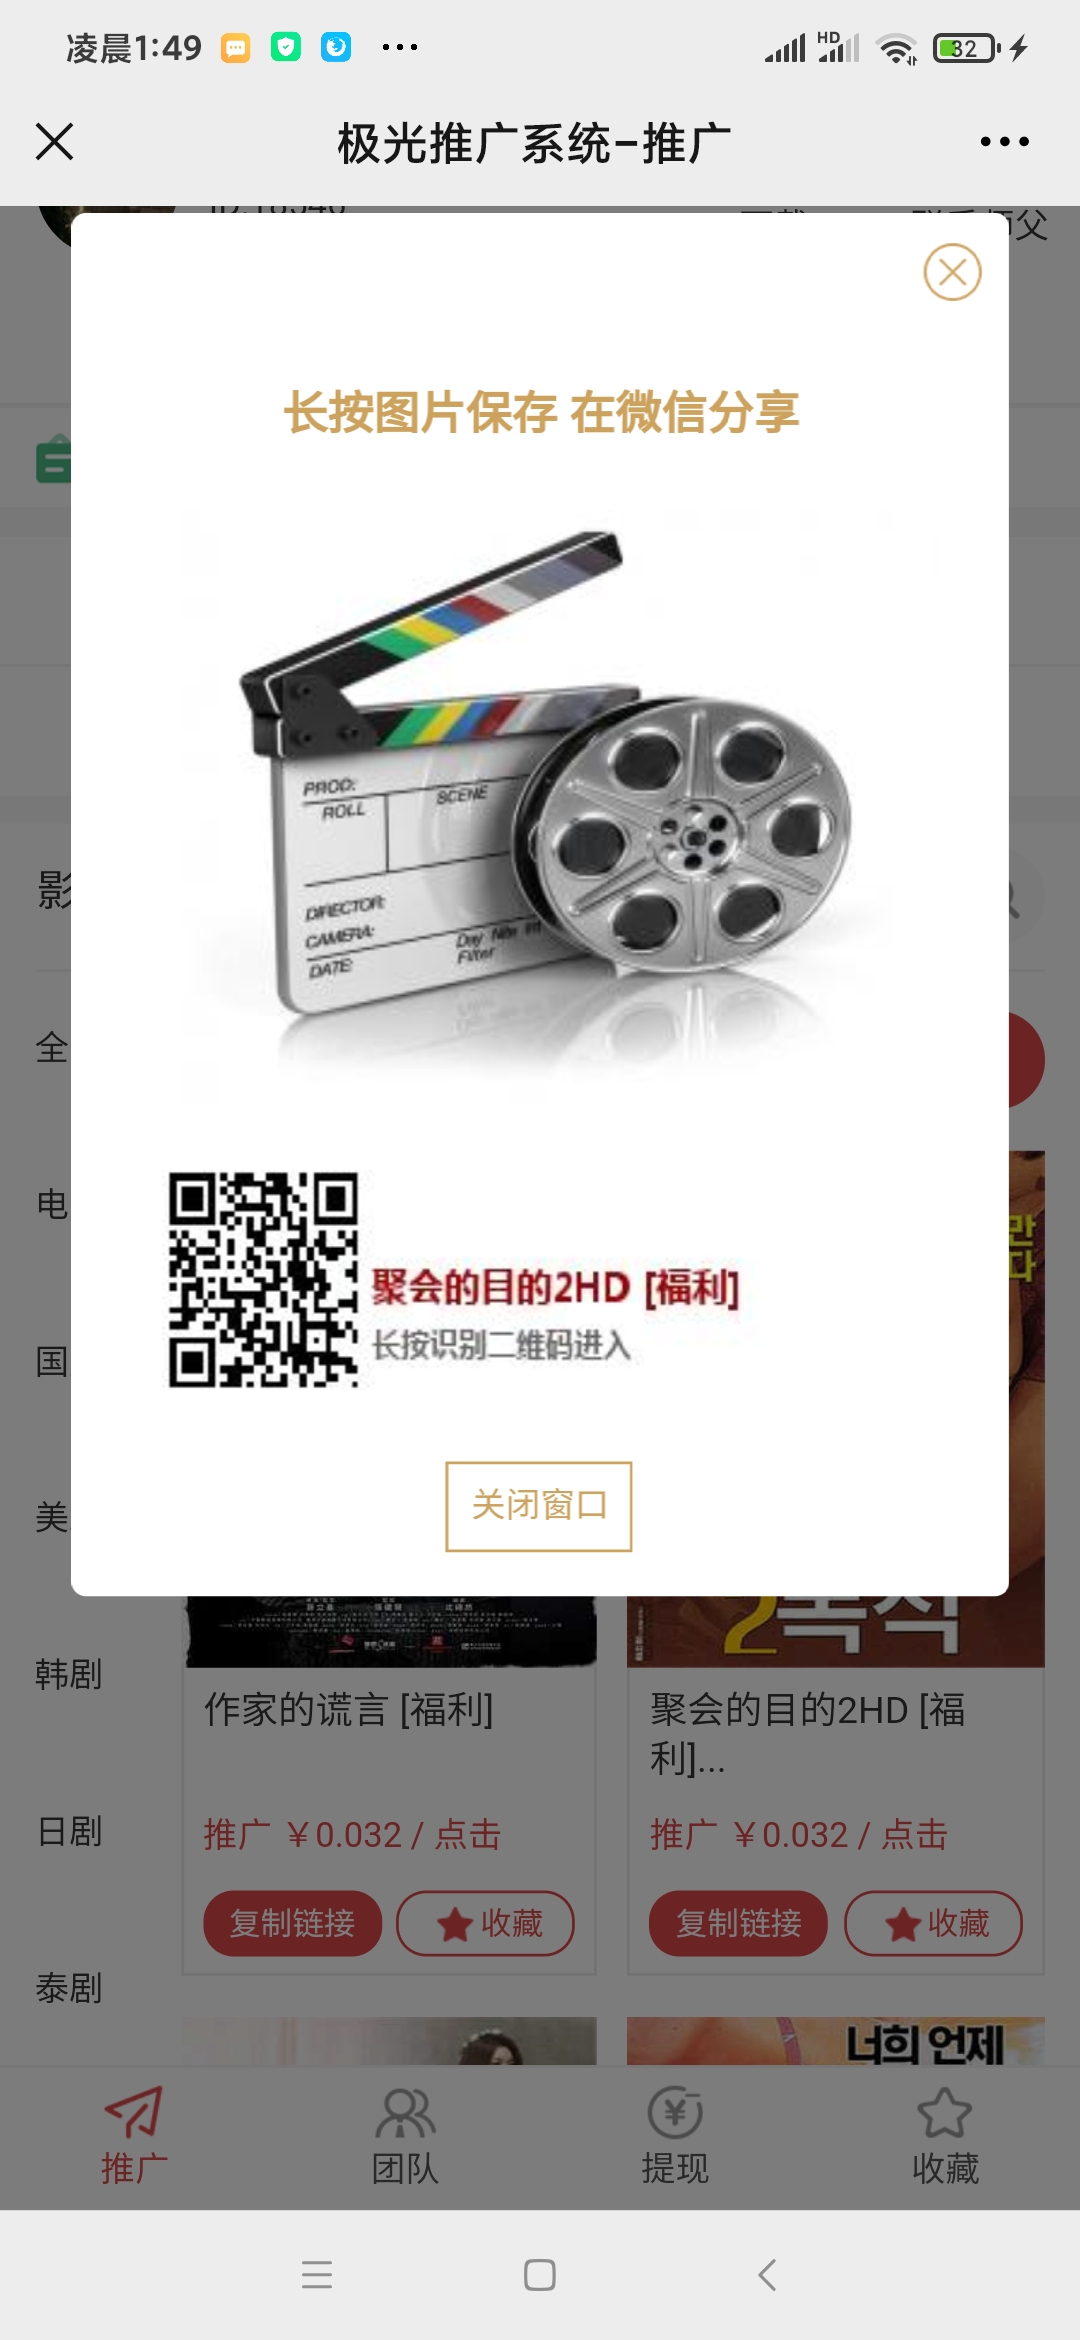 凌晨1:49
HD
32
极光推广系统-推广
长按图片保存 在微信分享
PROD:
ROLL
SCENE
DIRECTOR:
CAMERA:
DATE:
Day Nite Int
Filter
影
全
电
国
美
만
다
聚会的目的2HD [福利]
长按识别二维码进入
关闭窗口
韩剧
日剧
泰剧
作家的谎言 [福利]
聚会的目的2HD [福
利]...
推广 ￥0.032 / 点击
推广 ￥0.032 / 点击
复制链接
收藏
复制链接
收藏
너희 언제
推广
团队
提现
收藏